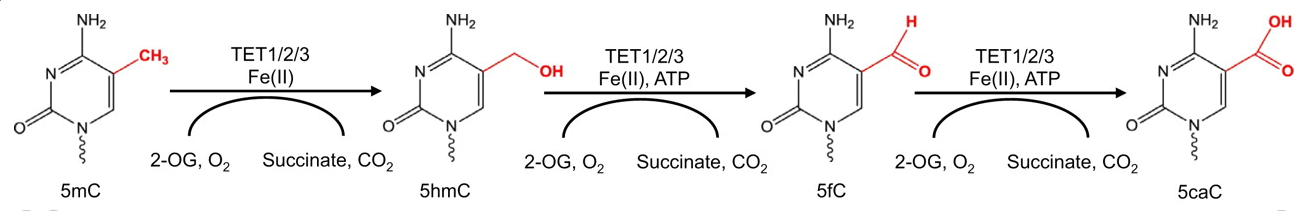 NH2
CH3
N
N
O
5mC
TET1/2/3
Fe(II)
2-OG, O2
Succinate, CO2
NH2
OH
N
N
O
5hmC
TET1/2/3
Fe(II), ATP
2-OG, O2
Succinate, CO2
NH2
H
O
N
N
O
5fC
TET1/2/3
Fe(II), ATP
2-OG, O2
Succinate, CO2
NH2
OH
O
N
N
O
5caC